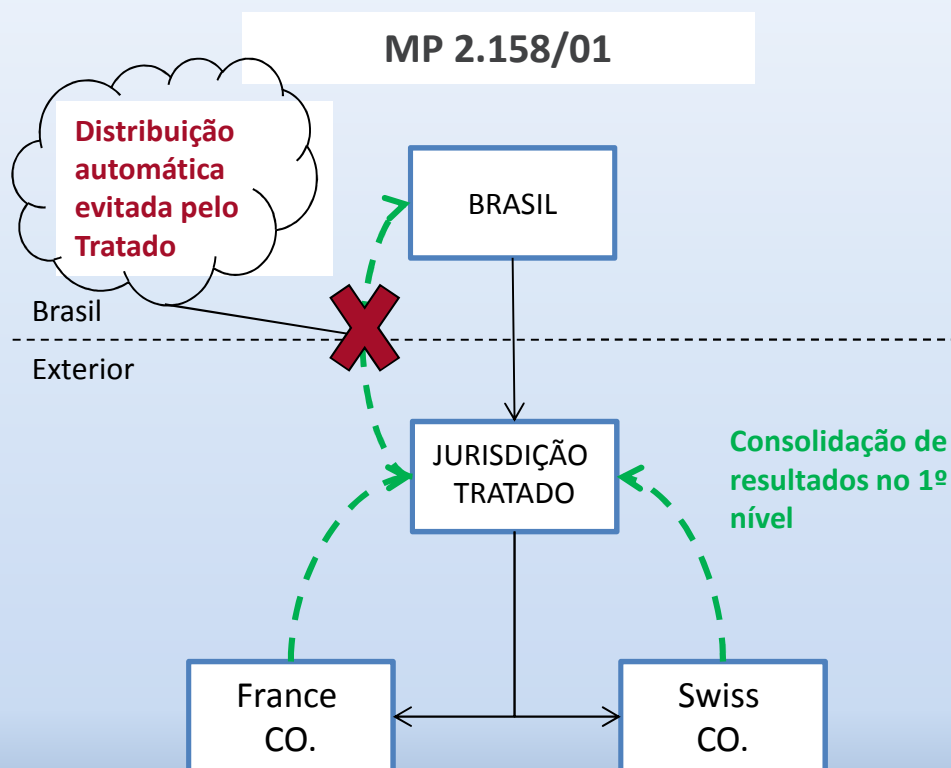 MP 2.158/01
Distribuição
automática
evitada pelo
Tratado
BRASIL
Brasil
Exterior
JURISDIÇÃO
TRATADO
Consolidação de
resultados no 1º
nível
France
CO.
Swiss
CO.